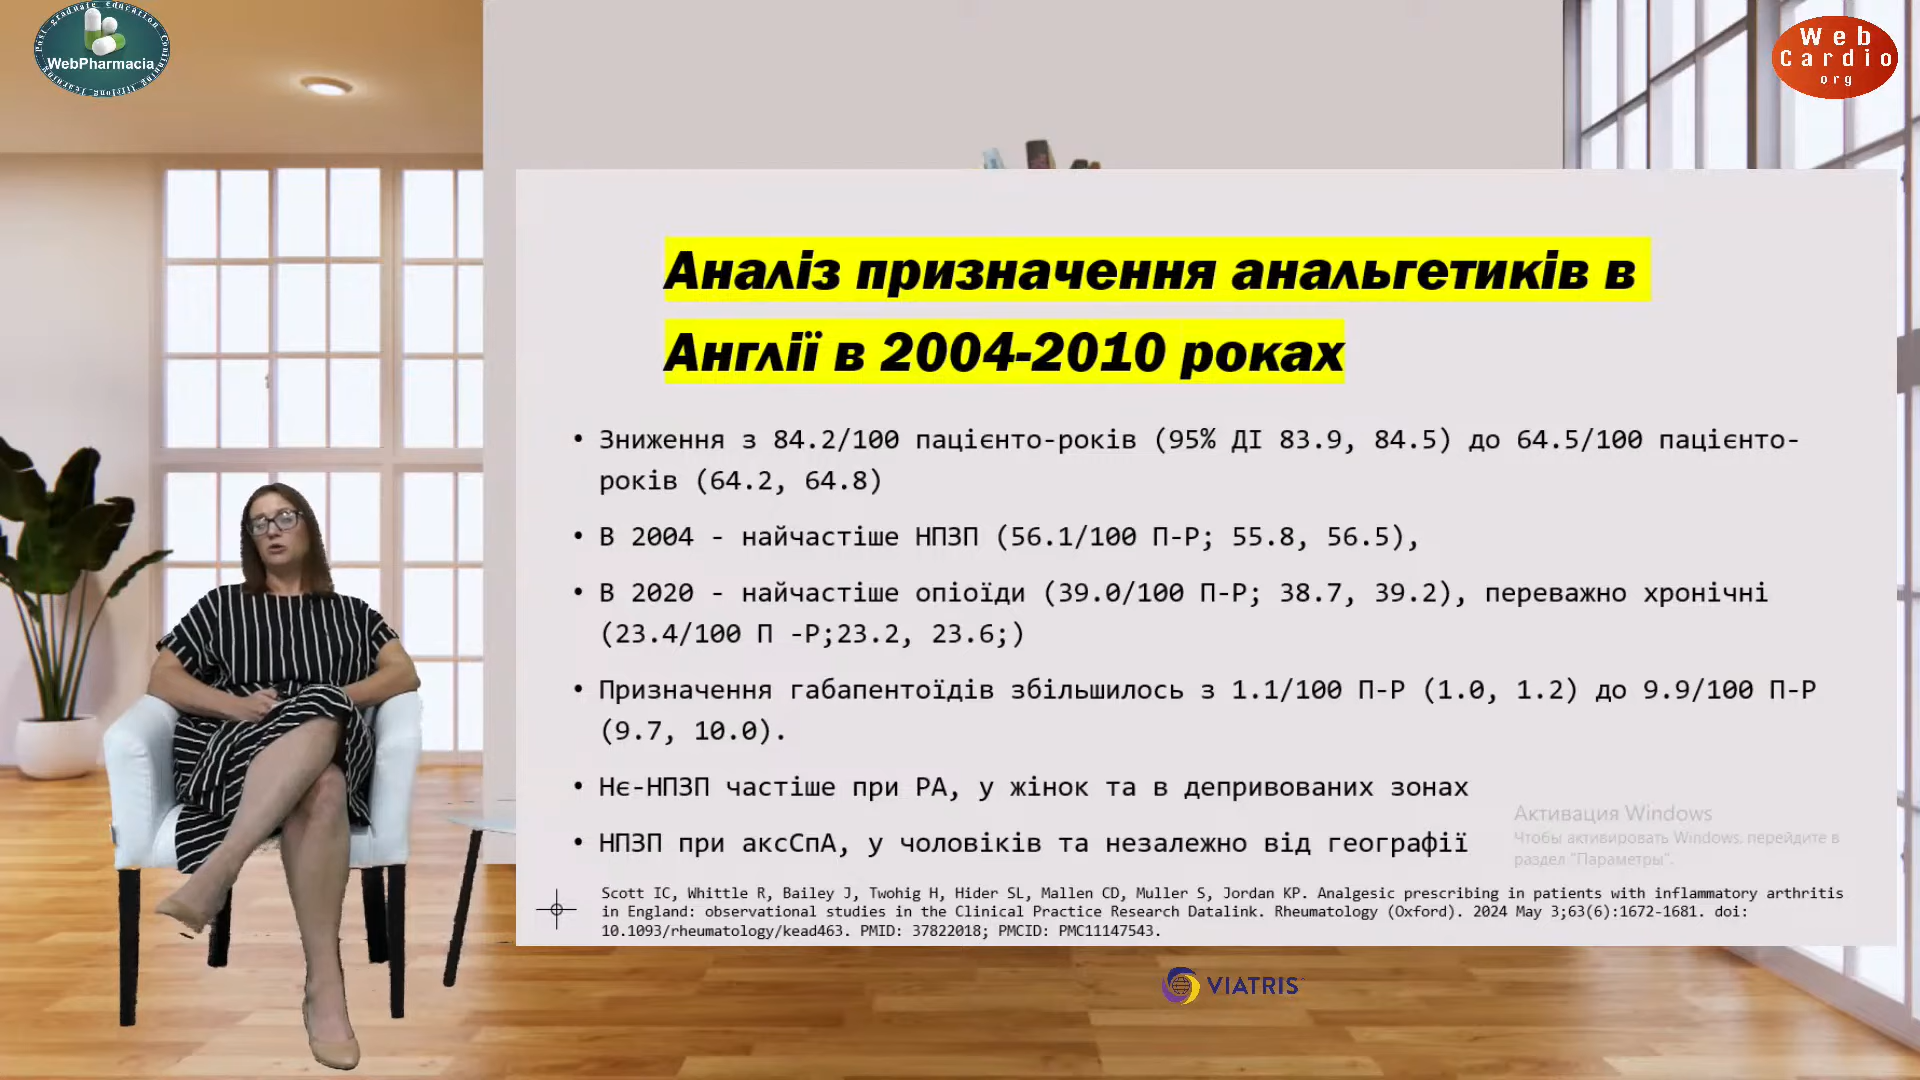 Post-graduate Education Continuing lifelong learning
WebPharmacia
Web
Cardio
org
Аналіз призначення анальгетиків в
Англії в 2004-2010 роках
• Зниження з 84.2/100 пацієнто-років (95% ДІ 83.9, 84.5) до 64.5/100 пацієнто-
років (64.2, 64.8)
• В 2004 - найчастіше НПЗП (56.1/100 П-Р; 55.8, 56.5),
• В 2020 - найчастіше опіоїди (39.0/100 П-Р; 38.7, 39.2), переважно хронічні
(23.4/100 П -Р;23.2, 23.6;)
• Призначення габапентоїдів збільшилось з 1.1/100 П-Р (1.0, 1.2) до 9.9/100 П-Р
(9.7, 10.0).
• Нє-НПЗП частіше при РА, у жінок та в депривованих зонах
• НПЗП при аксСпА, у чоловіків та незалежно від географії
Активация Windows
Чтобы активировать Windows, перейдите в
раздел "Параметры".
Scott IC, Whittle R, Bailey J, Twohig H, Hider SL, Mallen CD, Muller S, Jordan KP. Analgesic prescribing in patients with inflammatory arthritis
in England: observational studies in the Clinical Practice Research Datalink. Rheumatology (Oxford). 2024 May 3;63(6):1672-1681. doi:
10.1093/rheumatology/kead463. PMID: 37822018; PMCID: PMC11147543.
VIATRIS